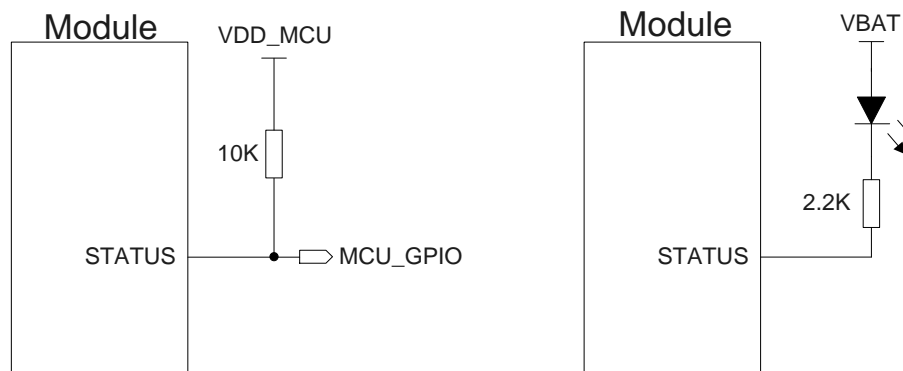 Module
VDD_MCU
10K
STATUS
MCU_GPIO
Module
VBAT
2.2K
STATUS